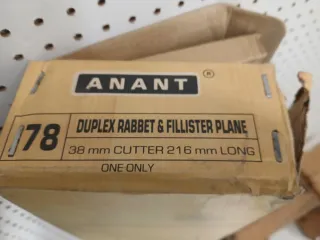 ANANT ®
78
DUPLEX RABBET & FILLISTER PLANE
38 mm CUTTER 216 mm LONG
ONE ONLY